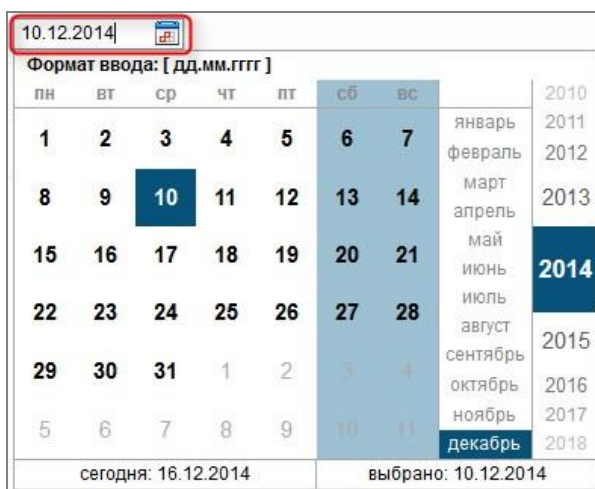 10.12.2014
Формат ввода: [ дд.мм.гггг ]
пн вт ср чт пт сб вс
1 2 3 4 5 6 7
8 9 10 11 12 13 14
15 16 17 18 19 20 21
22 23 24 25 26 27 28
29 30 31 1 2 3 4
5 6 7 8 9 10 11
январь
февраль
март
апрель
май
июнь
июль
август
сентябрь
октябрь
ноябрь
декабрь
2010
2011
2012
2013
2014
2015
2016
2017
2018
сегодня: 16.12.2014
выбрано: 10.12.2014